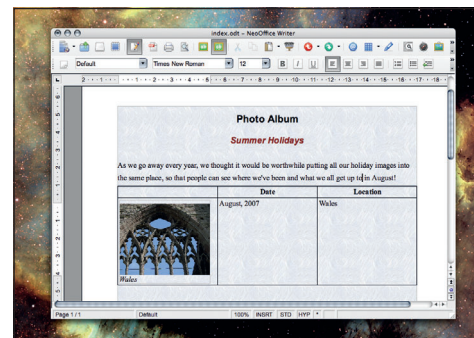 index.odt - NeoOffice Writer
Default Times New Roman 12 B I U
Photo Album
Summer Holidays
As we go away every year, we thought it would be worthwhile putting all our holiday images into
the same place, so that people can see where we've been and what we all get up to in August!
Date Location
August, 2007 Wales
Wales
Page 1 / 1 Default 100% INSRT STD HYP *